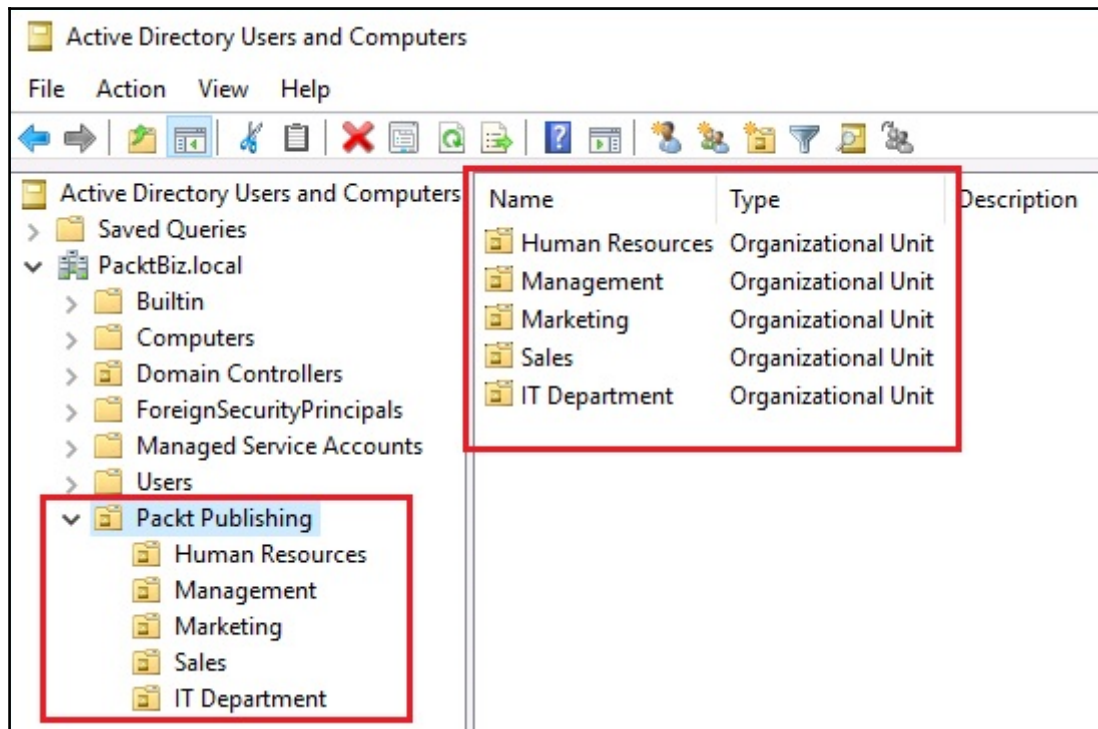 Active Directory Users and Computers
File Action View Help
Active Directory Users and Computers
Saved Queries
PacktBiz.local
Builtin
Computers
Domain Controllers
ForeignSecurityPrincipals
Managed Service Accounts
Users
Packt Publishing
Human Resources
Management
Marketing
Sales
IT Department
Name Type Description
Human Resources Organizational Unit
Management Organizational Unit
Marketing Organizational Unit
Sales Organizational Unit
IT Department Organizational Unit